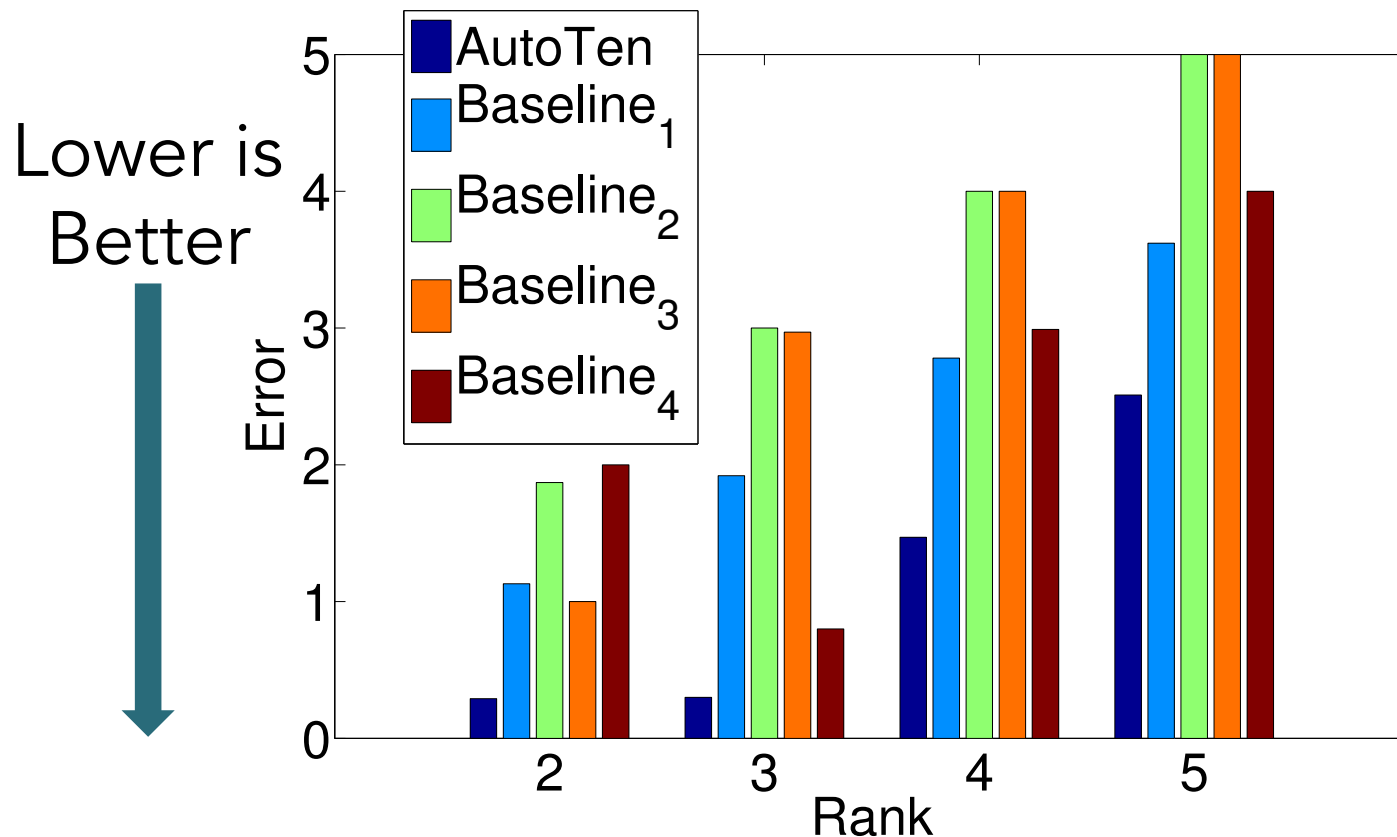 Lower is
Better
Error
5
4
3
2
1
0
AutoTen
Baseline₁
Baseline₂
Baseline₃
Baseline₄
2 3 4 5
Rank